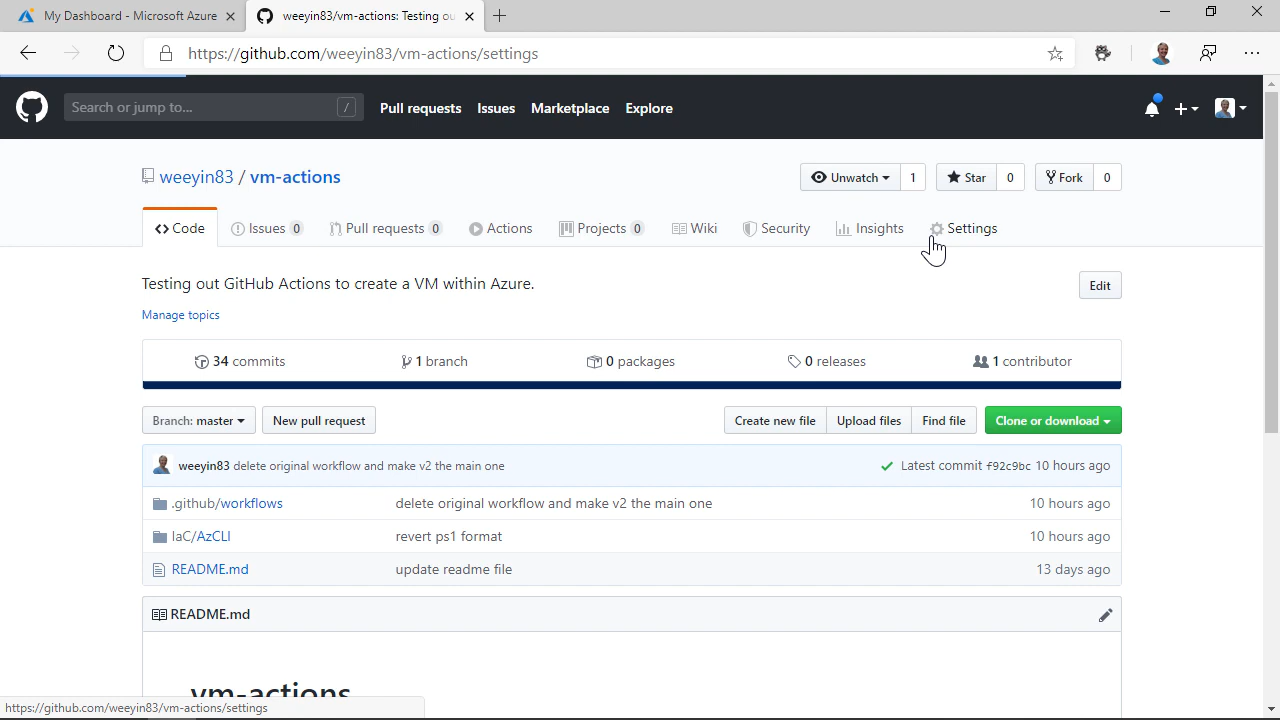 My Dashboard - Microsoft Azure
weeyin83/vm-actions: Testing ou
https://github.com/weeyin83/vm-actions/settings
Search or jump to... /
Pull requests Issues Marketplace Explore
weeyin83 / vm-actions
Unwatch 1 Star 0 Fork 0
Code Issues 0 Pull requests 0 Actions Projects 0 Wiki Security Insights Settings
Testing out GitHub Actions to create a VM within Azure. Edit
Manage topics
34 commits 1 branch 0 packages 0 releases 1 contributor
Branch: master New pull request Create new file Upload files Find file Clone or download
weeyin83 delete original workflow and make v2 the main one Latest commit f92c9bc 10 hours ago
.github/workflows delete original workflow and make v2 the main one 10 hours ago
IaC/AzCLI revert ps1 format 10 hours ago
README.md update readme file 13 days ago
README.md
vm-actions
https://github.com/weeyin83/vm-actions/settings